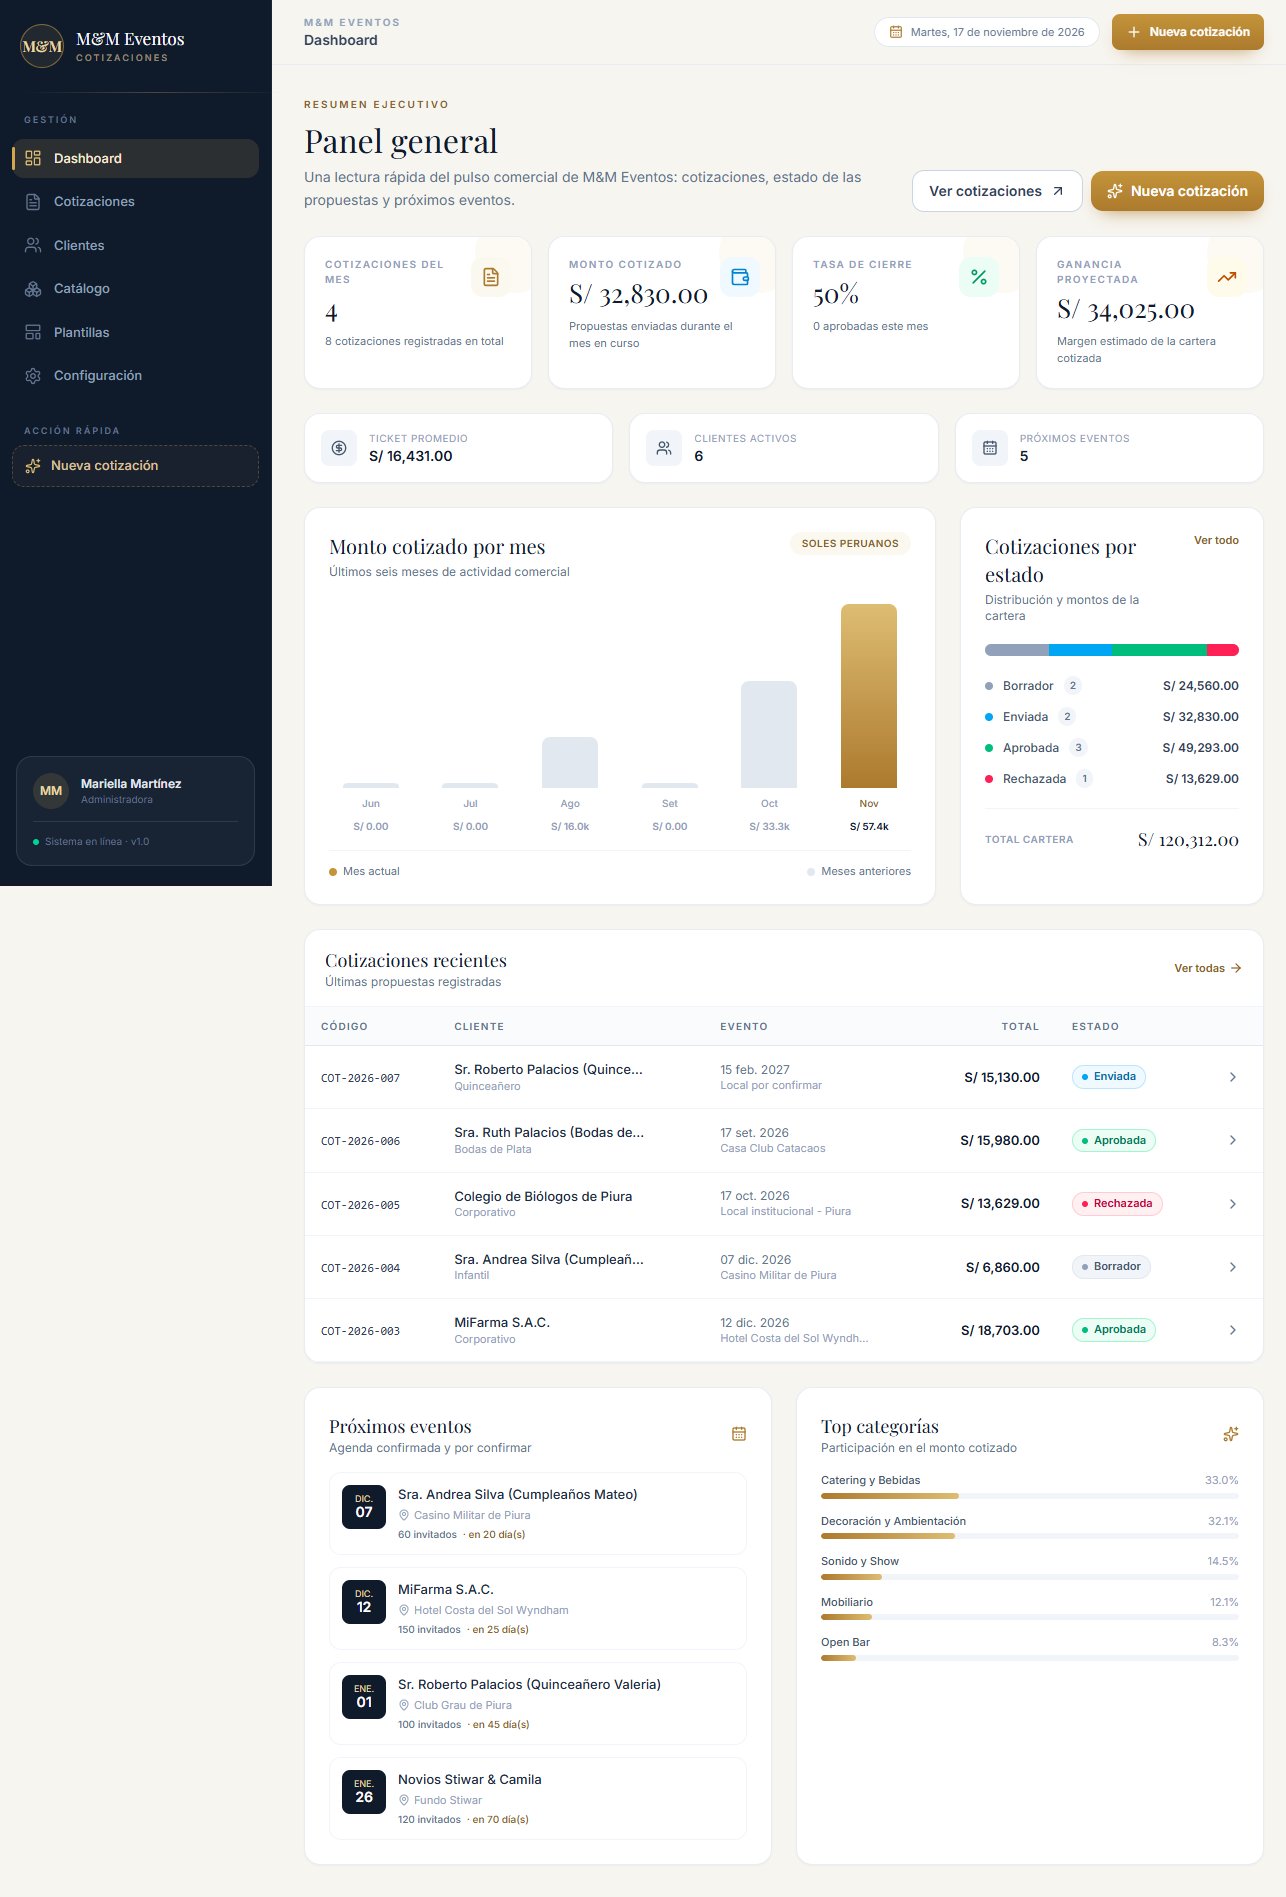 M&M
M&M Eventos
COTIZACIONES
GESTIÓN
Dashboard
Cotizaciones
Clientes
Catálogo
Plantillas
Configuración
ACCIÓN RÁPIDA
Nueva cotización
MM
Mariella Martínez
Administradora
Sistema en línea · v1.0
M&M EVENTOS
Dashboard
Martes, 17 de noviembre de 2026
Nueva cotización
RESUMEN EJECUTIVO
Panel general
Una lectura rápida del pulso comercial de M&M Eventos: cotizaciones, estado de las
propuestas y próximos eventos.
Ver cotizaciones
Nueva cotización
COTIZACIONES DEL
MES
4
8 cotizaciones registradas en total
MONTO COTIZADO
S/ 32,830.00
Propuestas enviadas durante el
mes en curso
TASA DE CIERRE
50%
0 aprobadas este mes
GANANCIA
PROYECTADA
S/ 34,025.00
Margen estimado de la cartera
cotizada
TICKET PROMEDIO
S/ 16,431.00
CLIENTES ACTIVOS
6
PRÓXIMOS EVENTOS
5
Monto cotizado por mes
Últimos seis meses de actividad comercial
SOLES PERUANOS
Jun Jul Ago Set Oct Nov
S/ 0.00 S/ 0.00 S/ 16.0k S/ 0.00 S/ 33.3k S/ 57.4k
Mes actual
Meses anteriores
Cotizaciones por
estado
Ver todo
Distribución y montos de la
cartera
Borrador 2 S/ 24,560.00
Enviada 2 S/ 32,830.00
Aprobada 3 S/ 49,293.00
Rechazada 1 S/ 13,629.00
TOTAL CARTERA S/ 120,312.00
Cotizaciones recientes
Últimas propuestas registradas
Ver todas
CÓDIGO CLIENTE EVENTO TOTAL ESTADO
COT-2026-007 Sr. Roberto Palacios (Quince... 15 feb. 2027 S/ 15,130.00 Enviada
Quinceañero Local por confirmar
COT-2026-006 Sra. Ruth Palacios (Bodas de... 17 set. 2026 S/ 15,980.00 Aprobada
Bodas de Plata Casa Club Catacaos
COT-2026-005 Colegio de Biólogos de Piura 17 oct. 2026 S/ 13,629.00 Rechazada
Corporativo Local institucional - Piura
COT-2026-004 Sra. Andrea Silva (Cumpleañ... 07 dic. 2026 S/ 6,860.00 Borrador
Infantil Casino Militar de Piura
COT-2026-003 MiFarma S.A.C. 12 dic. 2026 S/ 18,703.00 Aprobada
Corporativo Hotel Costa del Sol Wyndh...
Próximos eventos
Agenda confirmada y por confirmar
DIC.
07
Sra. Andrea Silva (Cumpleaños Mateo)
Casino Militar de Piura
60 invitados · en 20 día(s)
DIC.
12
MiFarma S.A.C.
Hotel Costa del Sol Wyndham
150 invitados · en 25 día(s)
ENE.
01
Sr. Roberto Palacios (Quinceañero Valeria)
Club Grau de Piura
100 invitados · en 45 día(s)
ENE.
26
Novios Stiwar & Camila
Fundo Stiwar
120 invitados · en 70 día(s)
Top categorías
Participación en el monto cotizado
Catering y Bebidas 33.0%
Decoración y Ambientación 32.1%
Sonido y Show 14.5%
Mobiliario 12.1%
Open Bar 8.3%